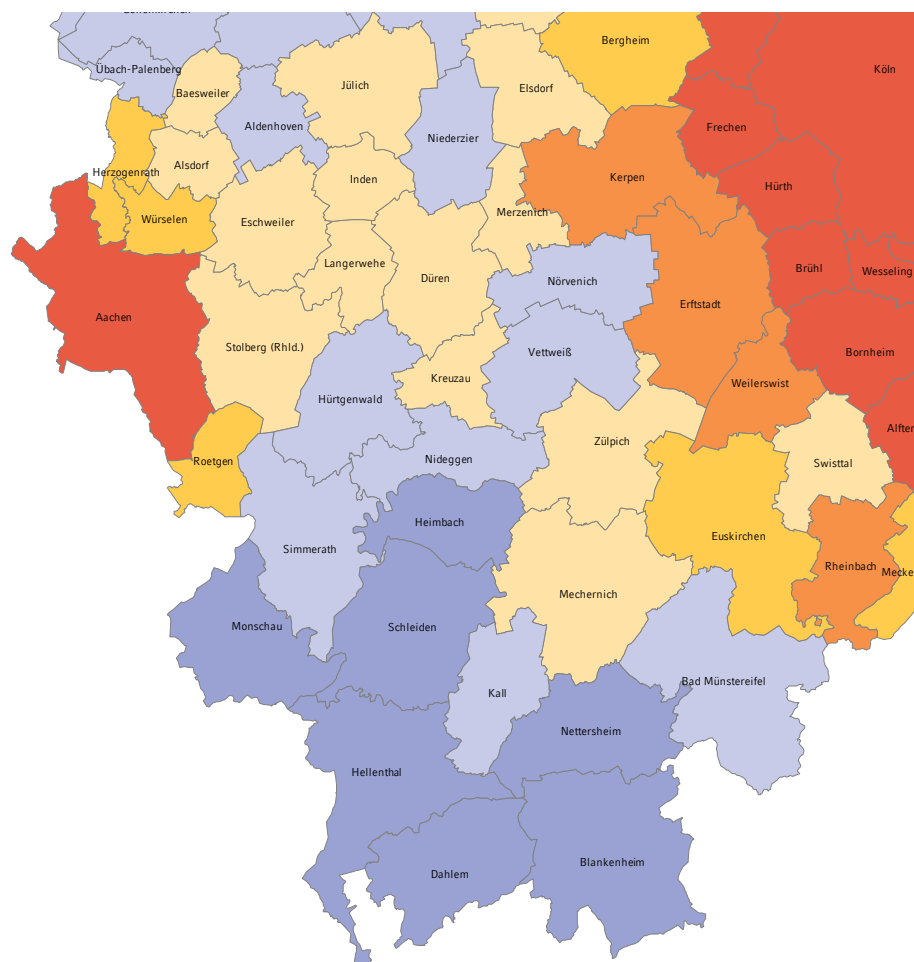 Bergheim
Übach-Palenberg
Köln
Jülich
Elsdorf
Baesweiler
Aldenhoven
Frechen
Niederzier
Alsdorf
Herzogenrath
Inden
Kerpen
Hürth
Merzenich
Würselen
Eschweiler
Langerwehe
Brühl
Wesseling
Düren
Nörvenich
Erftstadt
Aachen
Stolberg (Rhld.)
Vettweiß
Bornheim
Kreuzau
Weilerswist
Hürtgenwald
Alfter
Zülpich
Nideggen
Roetgen
Swisttal
Heimbach
Euskirchen
Simmerath
Rheinbach
Mecke
Mechernich
Monschau
Schleiden
Bad Münstereifel
Kall
Nettersheim
Hellenthal
Blankenheim
Dahlem